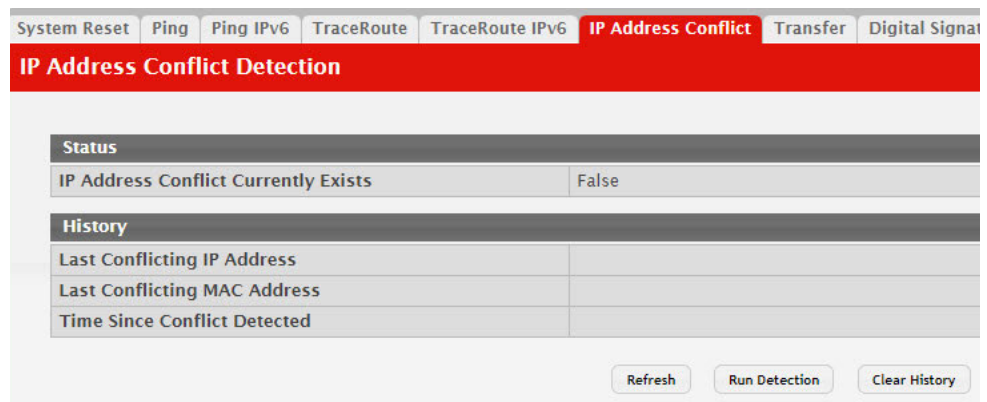 System Reset Ping Ping IPv6 TraceRoute TraceRoute IPv6 IP Address Conflict Transfer Digital Signat
IP Address Conflict Detection
Status
IP Address Conflict Currently Exists False
History
Last Conflicting IP Address
Last Conflicting MAC Address
Time Since Conflict Detected
Refresh Run Detection Clear History